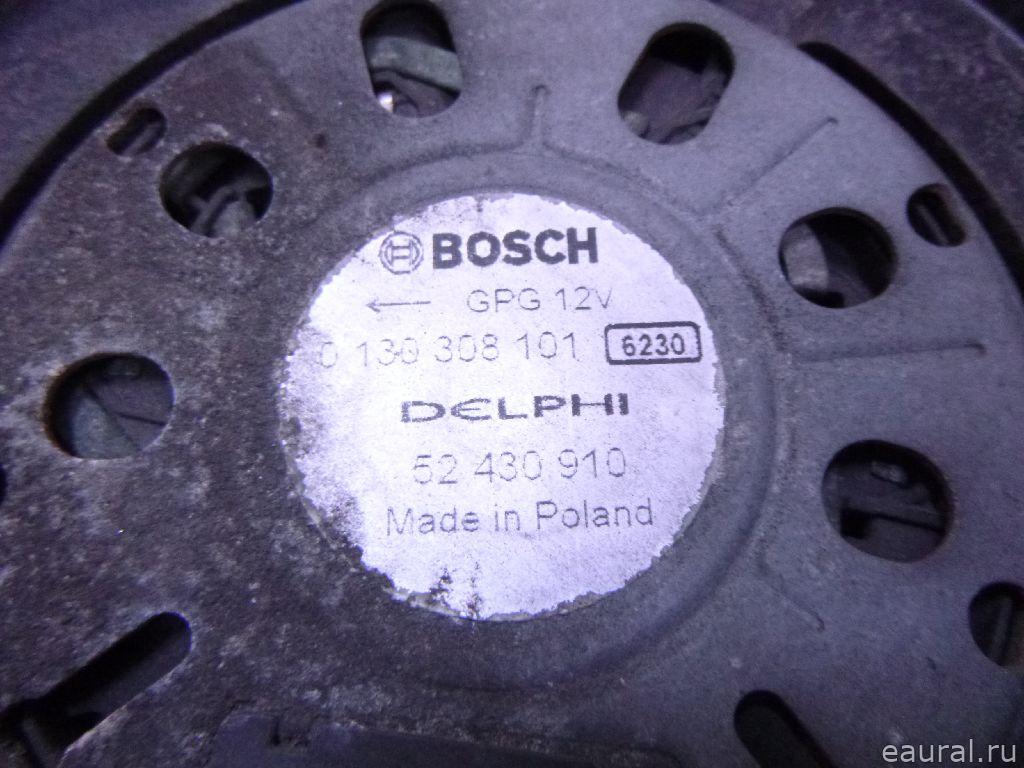 BOSCH
GPG 12V
0 130 308 101 6230
DELPHI
52 430 910
Made in Poland
eaural.ru